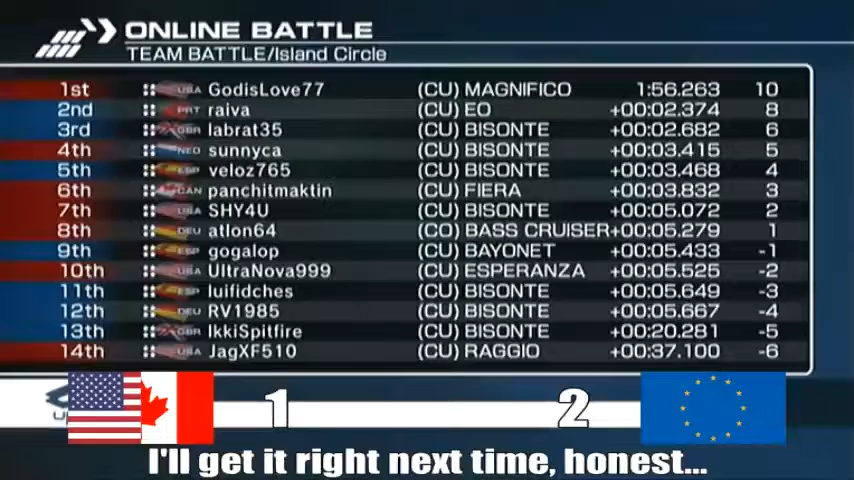 ONLINE BATTLE
TEAM BATTLE/Island Circle
1st USA GodisLove77 (CU) MAGNIFICO 1:56.263 10
2nd PRT raiva (CU) EO +00:02.374 8
3rd GBR labrat35 (CU) BISONTE +00:02.682 6
4th NED sunnyca (CU) BISONTE +00:03.415 5
5th ESP veloz765 (CU) BISONTE +00:03.468 4
6th CAN panchitmaktin (CU) FIERA +00:03.832 3
7th USA SHY4U (CU) BISONTE +00:05.072 2
8th DEU atlon64 (CO) BASS CRUISER+00:05.279 1
9th ESP gogalop (CU) BAYONET +00:05.433 -1
10th USA UltraNova999 (CU) ESPERANZA +00:05.525 -2
11th ESP luifidches (CU) BISONTE +00:05.649 -3
12th DEU RV1985 (CU) BISONTE +00:05.667 -4
13th GBR IkkiSpitfire (CU) BISONTE +00:20.281 -5
14th USA JagXF510 (CU) RAGGIO +00:37.100 -6
1 2
I'll get it right next time, honest...